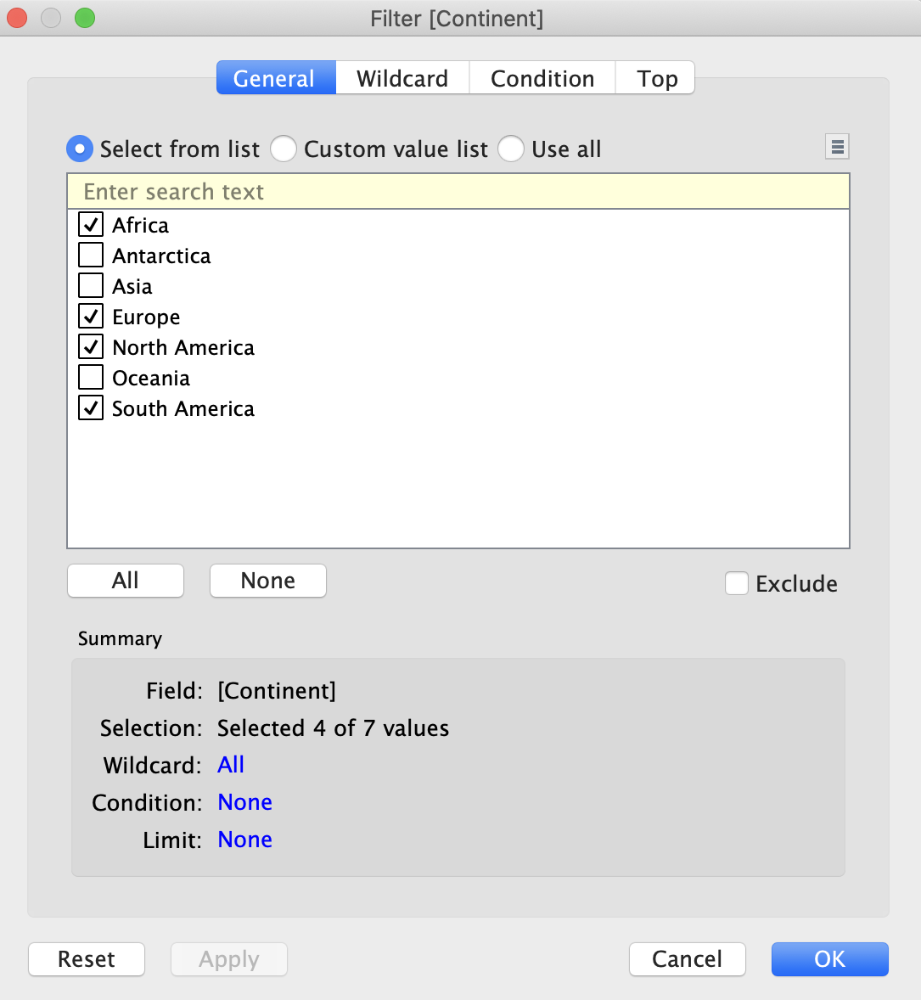 Filter [Continent]
General Wildcard Condition Top
Select from list Custom value list Use all
Enter search text
Africa
Antarctica
Asia
Europe
North America
Oceania
South America
All None Exclude
Summary
Field: [Continent]
Selection: Selected 4 of 7 values
Wildcard: All
Condition: None
Limit: None
Reset Apply Cancel OK